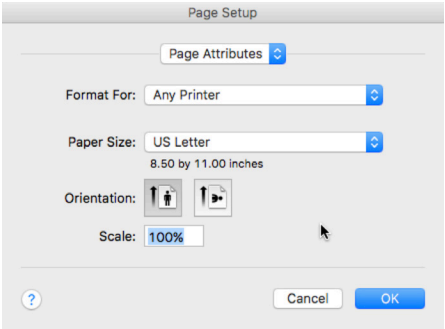 Page Setup
Page Attributes
Format For: Any Printer
Paper Size: US Letter
8.50 by 11.00 inches
Orientation:
Scale: 100%
? Cancel OK